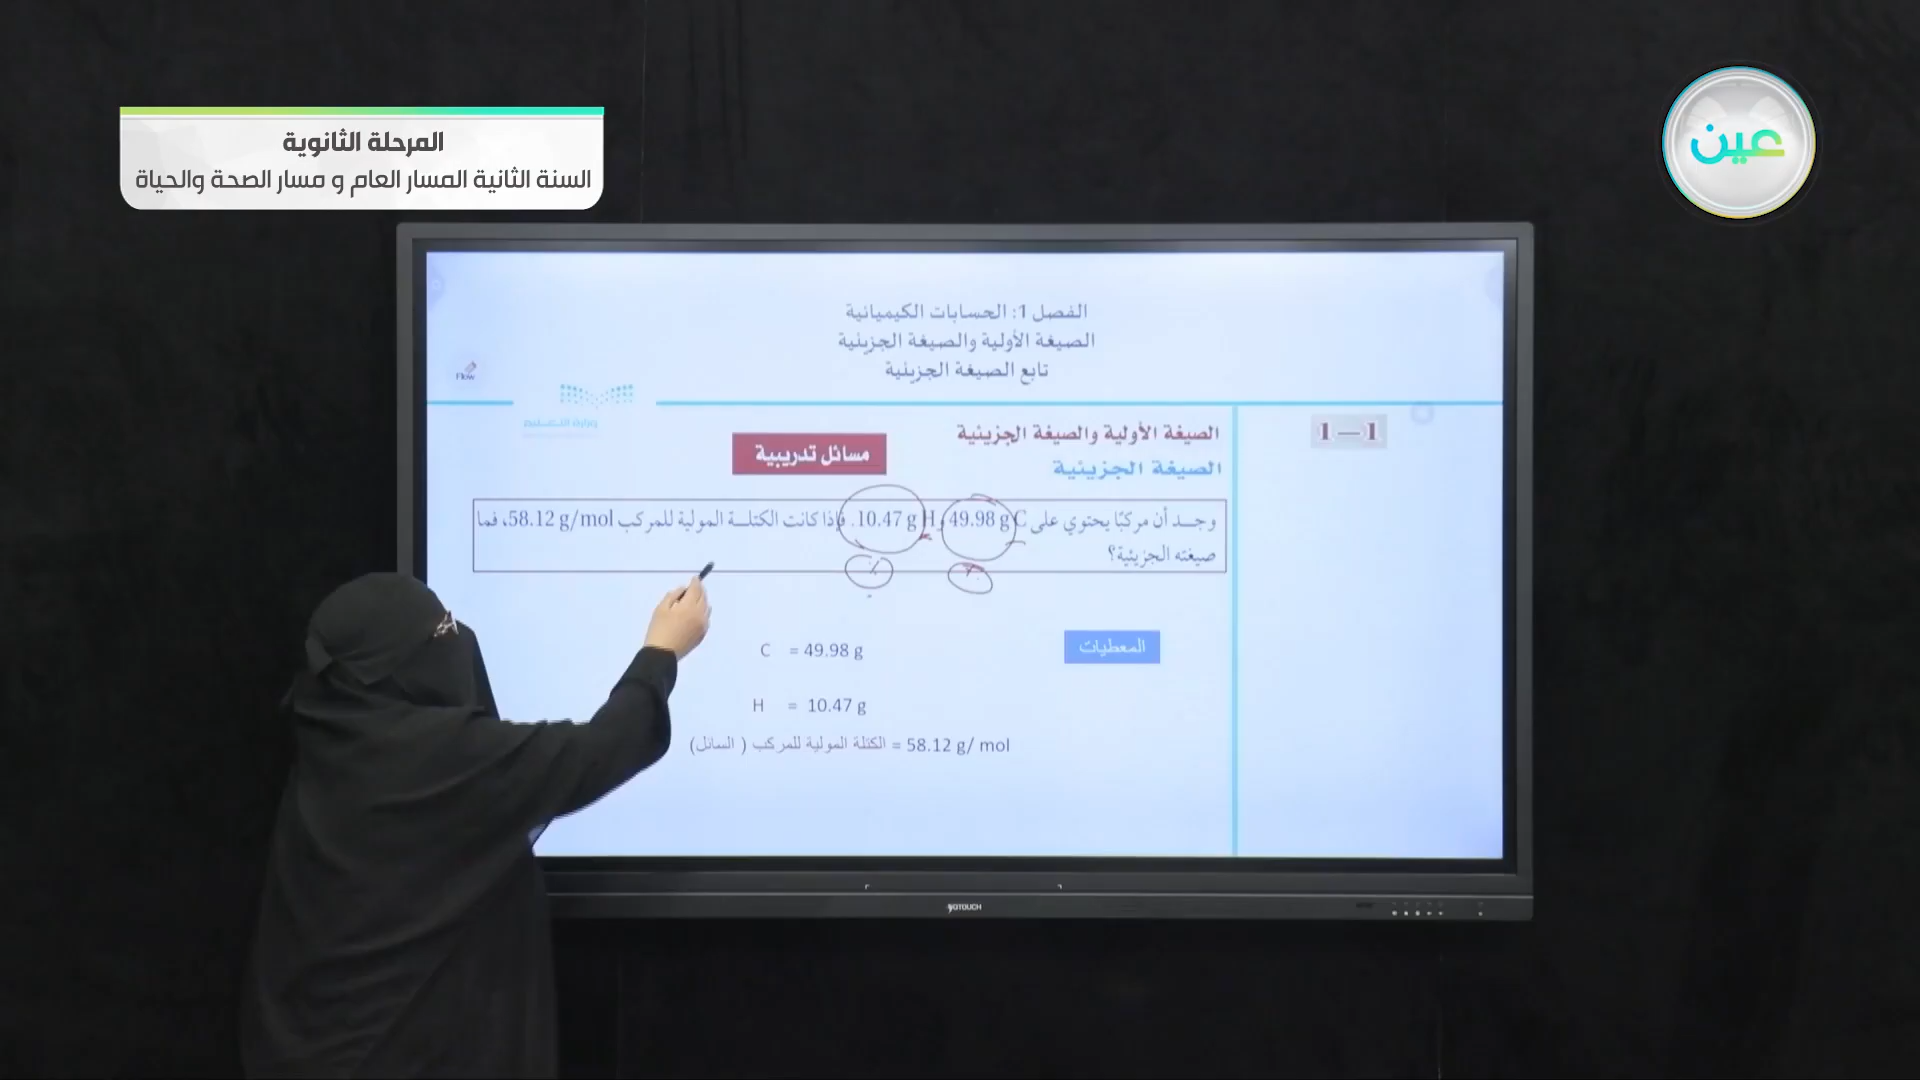 المرحلة الثانوية
السنة الثانية المسار العام و مسار الصحة والحياة
عين
الفصل 1: الحسابات الكيميائية
الصيغة الأولية والصيغة الجزيئية
تابع الصيغة الجزيئية
Flow
وزارة التعليم
1 — 1
الصيغة الأولية والصيغة الجزيئية
الصيغة الجزيئية
مسائل تدريبية
وجد أن مركبًا يحتوي على 49.98 g C و 10.47 g H. فإذا كانت الكتلة المولية للمركب 58.12 g/mol، فما
صيغته الجزيئية؟
المعطيات
C = 49.98 g
H = 10.47 g
الكتلة المولية للمركب ( السائل) = 58.12 g/ mol